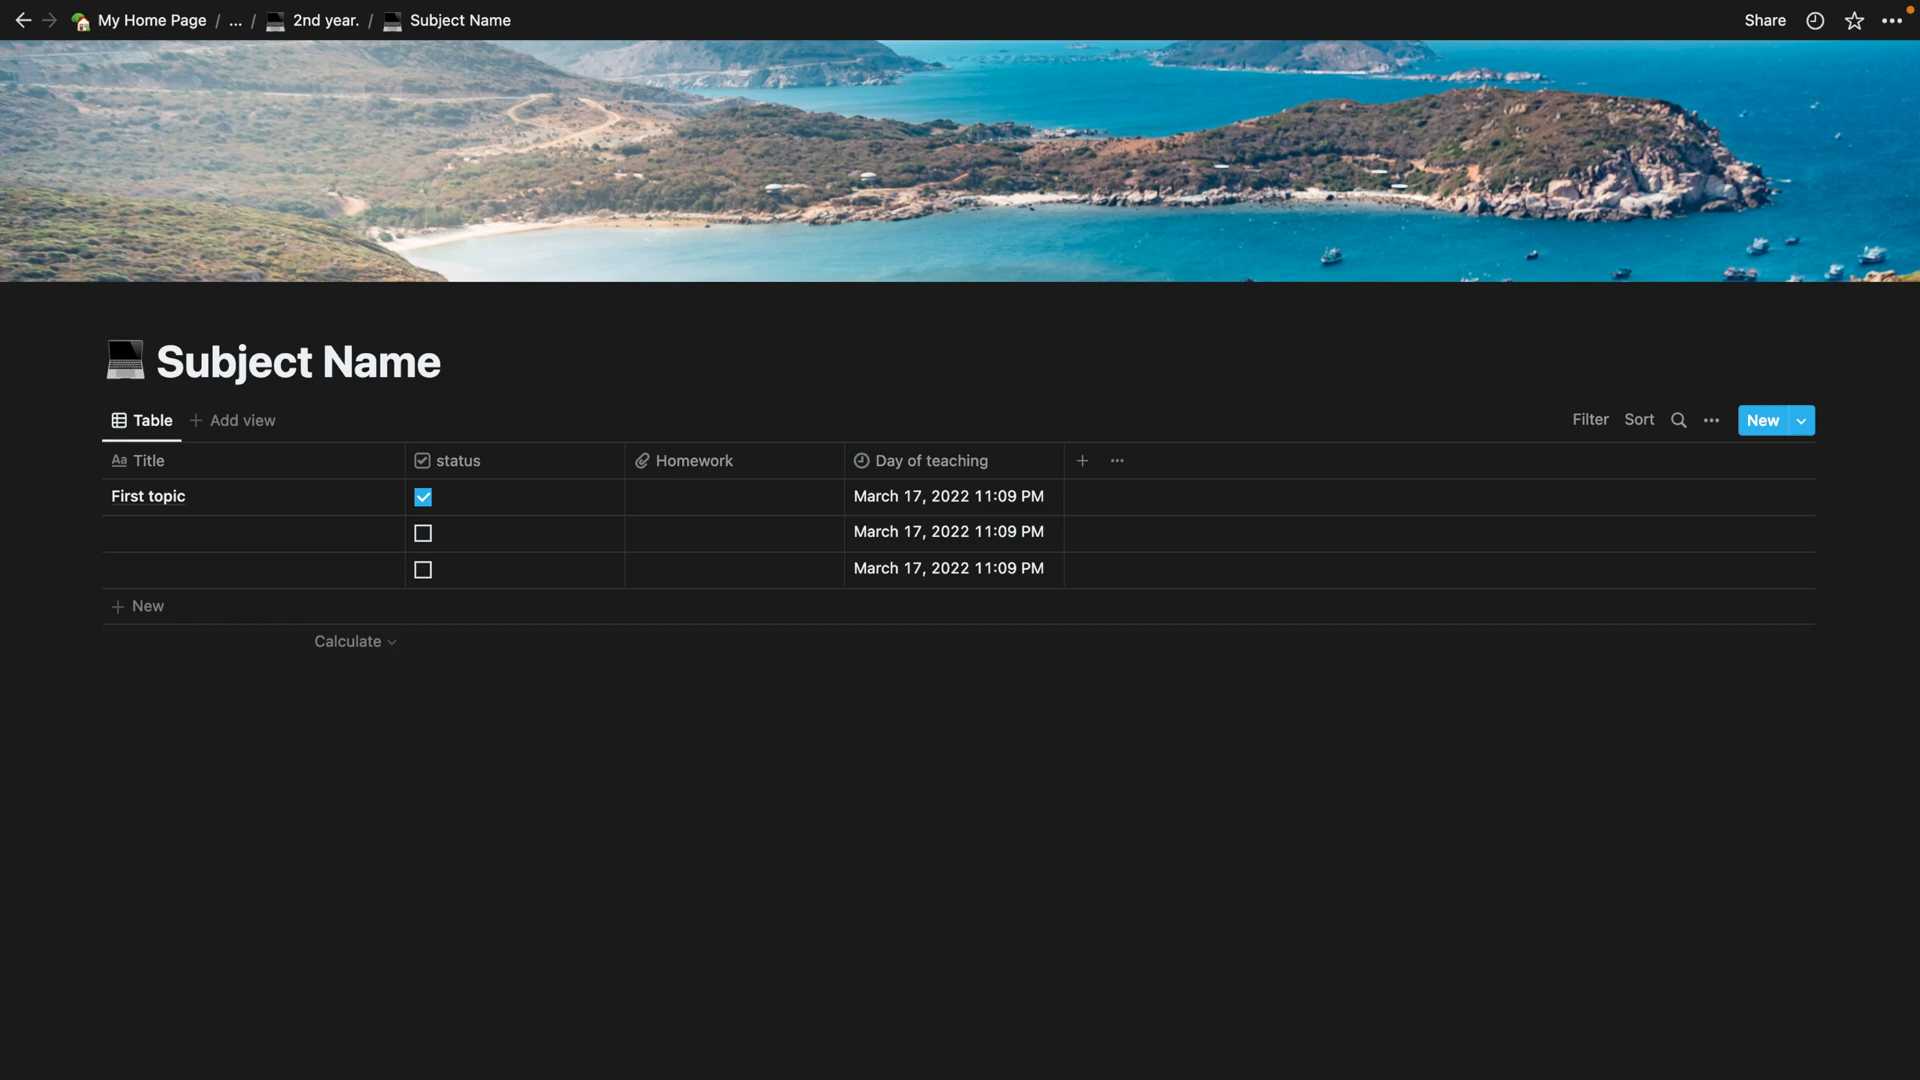 My Home Page / ... / 2nd year. / Subject Name
Share
Subject Name
Table
Add view
Filter Sort
New
Aa Title
status
Homework
Day of teaching
First topic
March 17, 2022 11:09 PM
March 17, 2022 11:09 PM
March 17, 2022 11:09 PM
+ New
Calculate